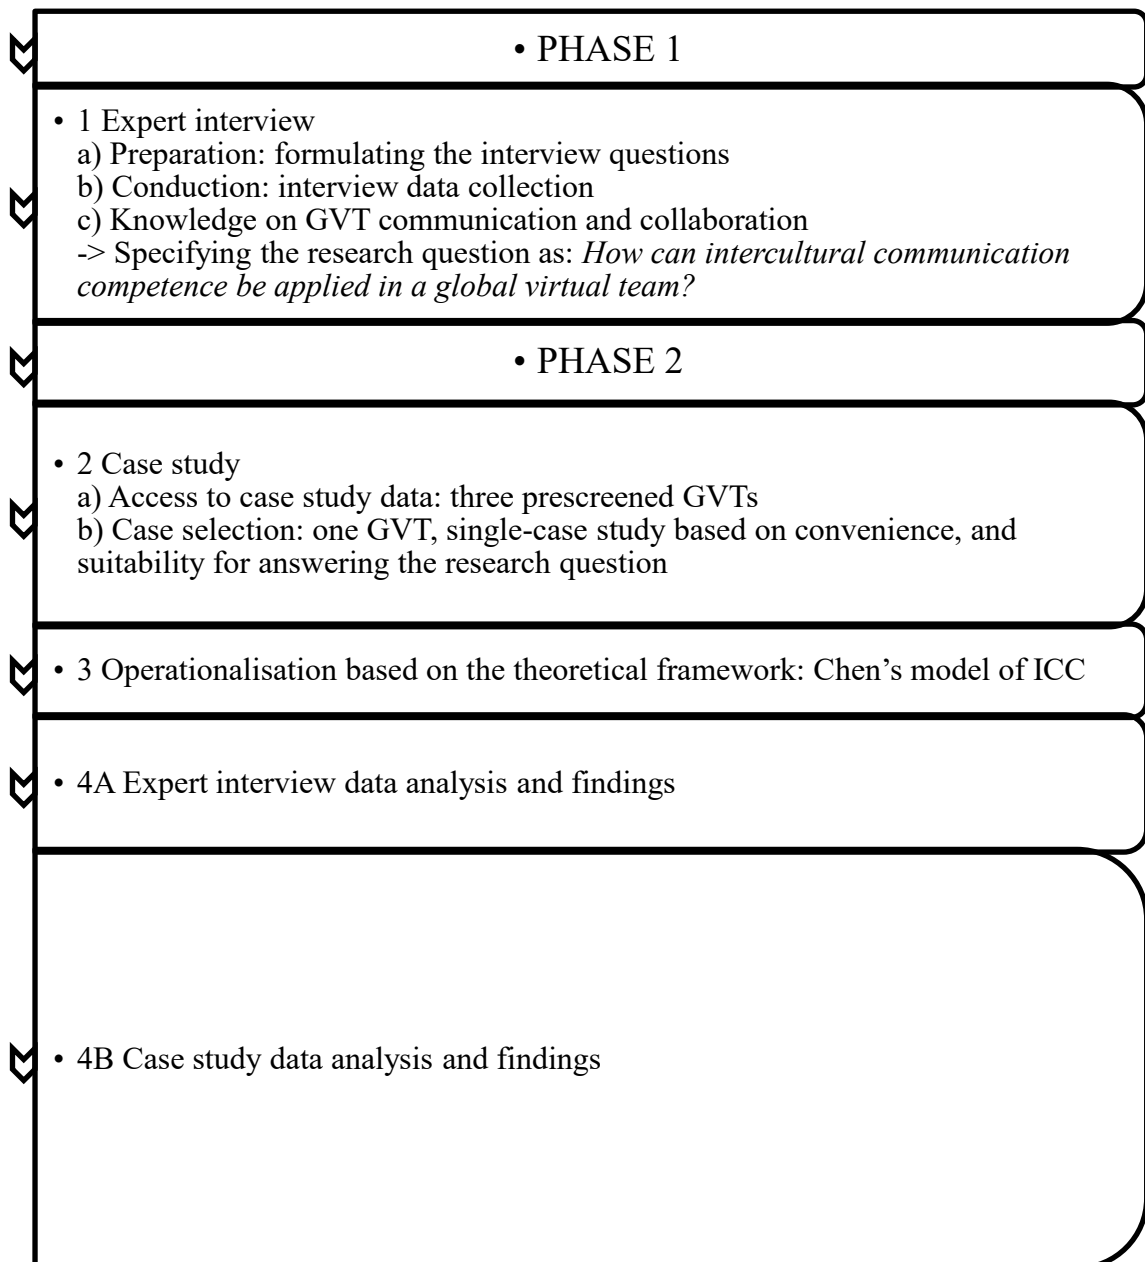 • PHASE 1
• 1 Expert interview
a) Preparation: formulating the interview questions
b) Conduction: interview data collection
c) Knowledge on GVT communication and collaboration
-> Specifying the research question as: How can intercultural communication
competence be applied in a global virtual team?
• PHASE 2
• 2 Case study
a) Access to case study data: three prescreened GVTs
b) Case selection: one GVT, single-case study based on convenience, and
suitability for answering the research question
• 3 Operationalisation based on the theoretical framework: Chen’s model of ICC
• 4A Expert interview data analysis and findings
• 4B Case study data analysis and findings